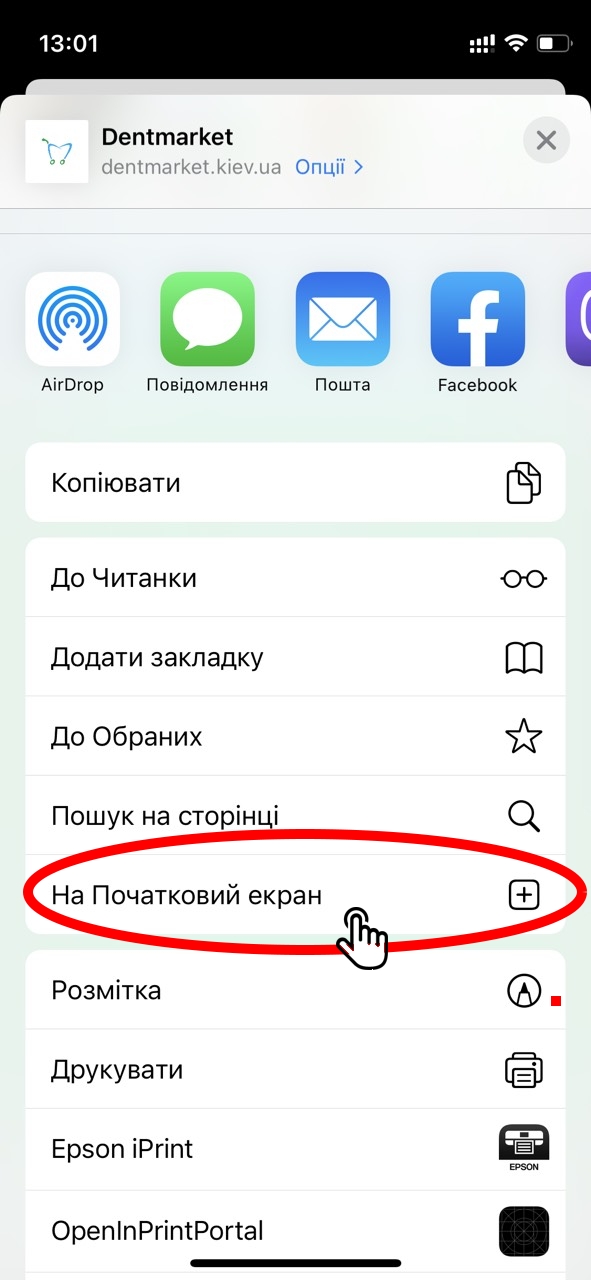 13:01
Dentmarket
dentmarket.kiev.ua Опції
AirDrop
Повідомлення
Пошта
Facebook
Копіювати
До Читанки
Додати закладку
До Обраних
Пошук на сторінці
На Початковий екран
Розмітка
Друкувати
Epson iPrint
EPSON
OpenInPrintPortal